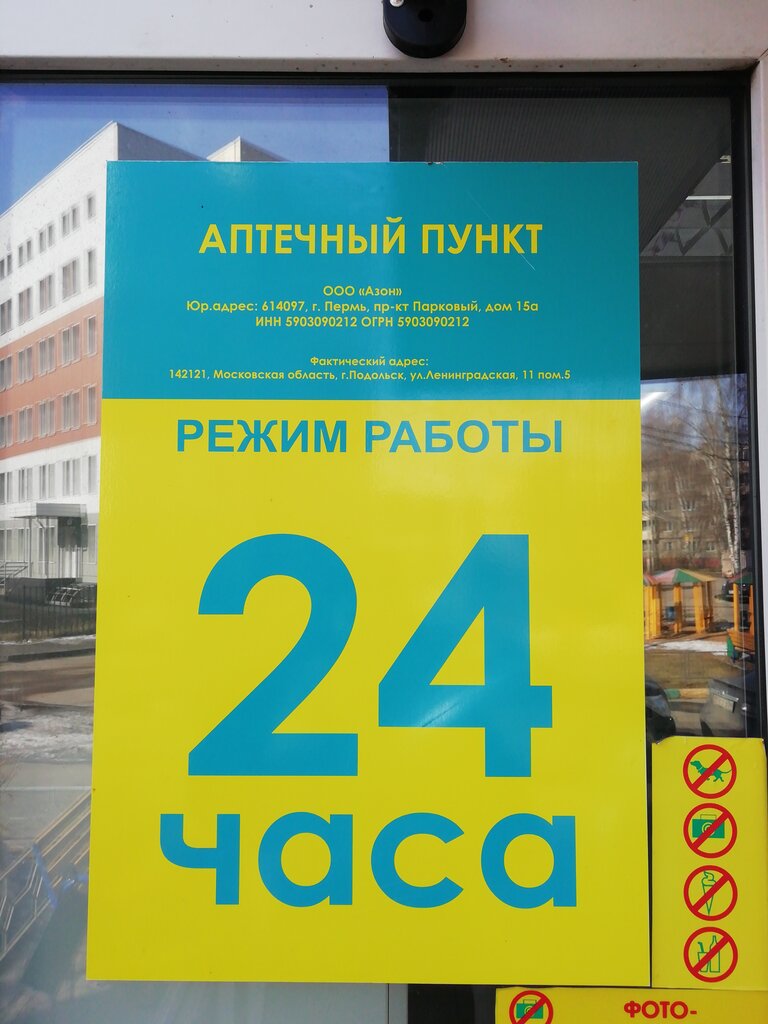 АПТЕЧНЫЙ ПУНКТ
ООО «Азон»
Юр.адрес: 614097, г. Пермь, пр-кт Парковый, дом 15а
ИНН 5903090212 ОГРН 5903090212
Фактический адрес:
142121, Московская область, г.Подольск, ул.Ленинградская, 11 пом.5
РЕЖИМ РАБОТЫ
24
часа
ФОТО-